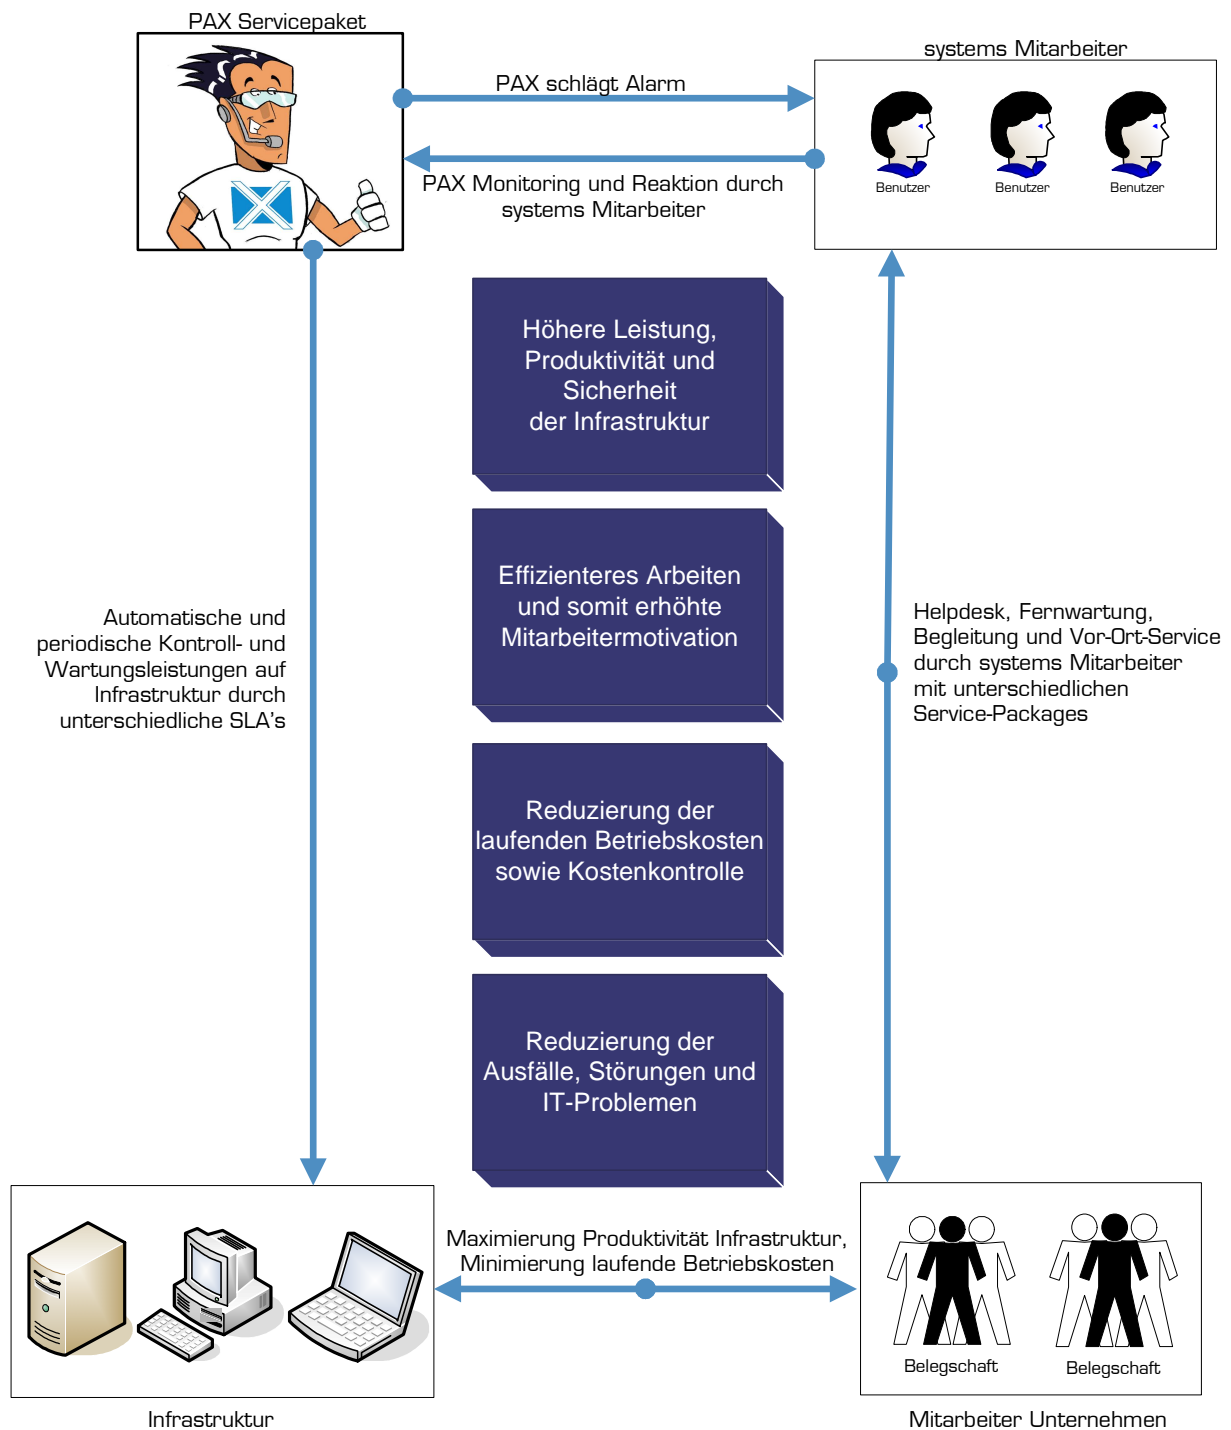 PAX Servicepaket
systems Mitarbeiter
PAX schlägt Alarm
PAX Monitoring und Reaktion durch
systems Mitarbeiter
Benutzer
Benutzer
Benutzer
Höhere Leistung,
Produktivität und
Sicherheit
der Infrastruktur
Effizienteres Arbeiten
und somit erhöhte
Mitarbeitermotivation
Automatische und
periodische Kontroll- und
Wartungsleistungen auf
Infrastruktur durch
unterschiedliche SLA's
Helpdesk, Fernwartung,
Begleitung und Vor-Ort-Service
durch systems Mitarbeiter
mit unterschiedlichen
Service-Packages
Reduzierung der
laufenden Betriebskosten
sowie Kostenkontrolle
Reduzierung der
Ausfälle, Störungen und
IT-Problemen
Maximierung Produktivität Infrastruktur,
Minimierung laufende Betriebskosten
Belegschaft
Belegschaft
Infrastruktur
Mitarbeiter Unternehmen